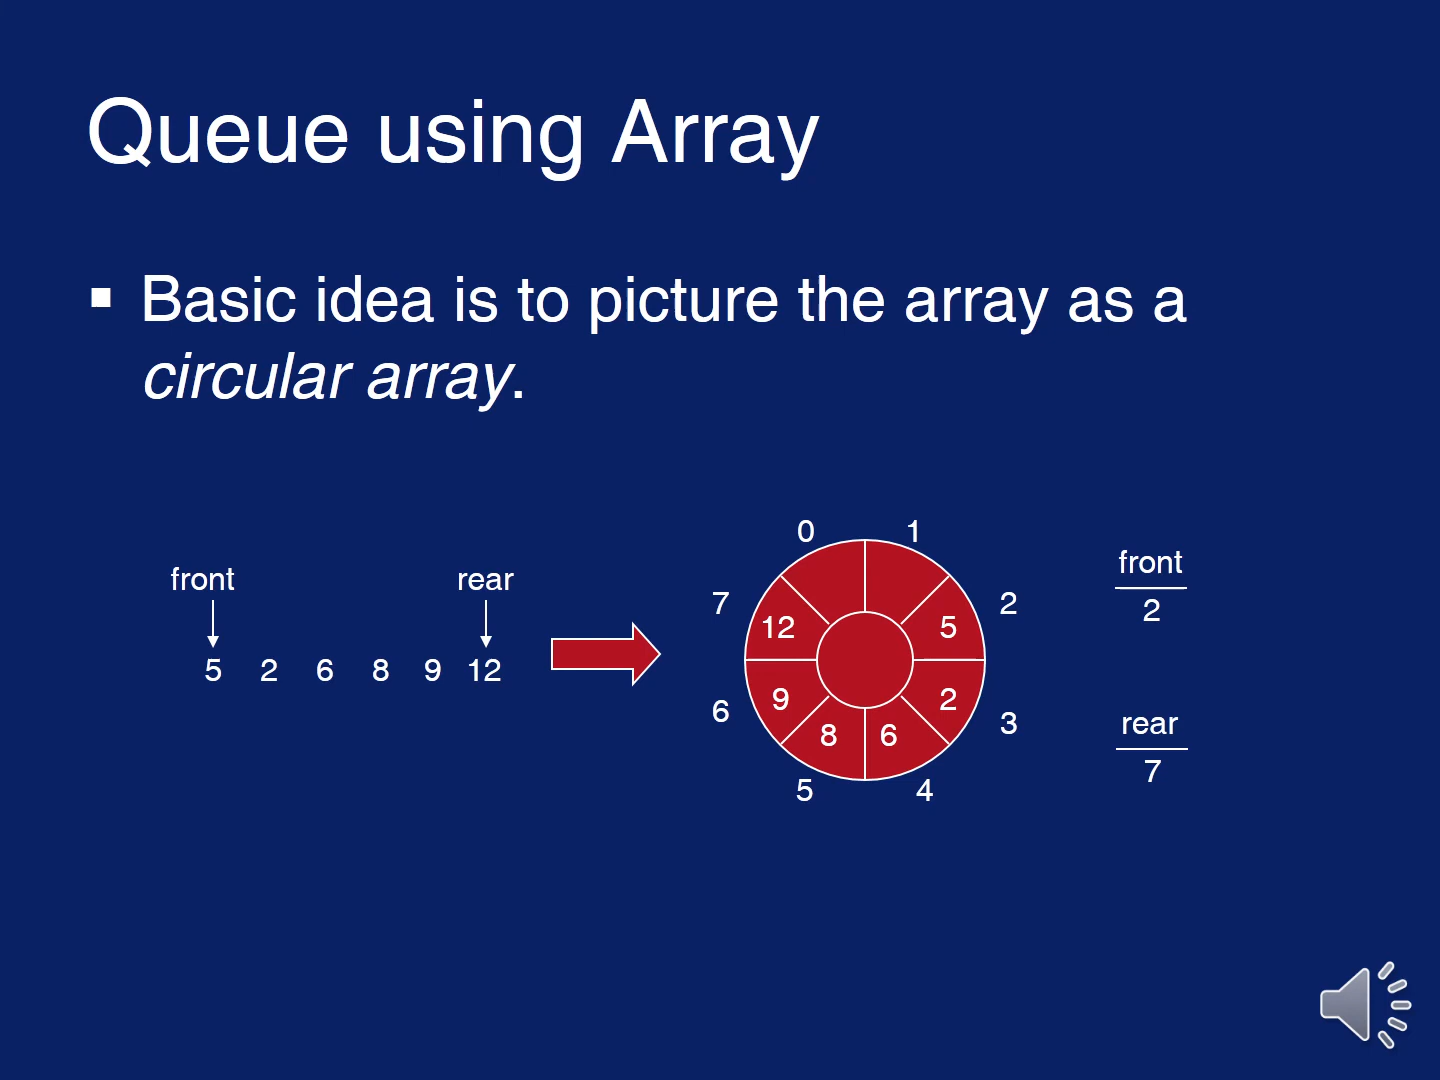 Queue using Array
▪ Basic idea is to picture the array as a
circular array.
front rear
5 2 6 8 9 12
0 1
7 2
12 5
9 2
6 3
8 6
5 4
front
2
rear
7